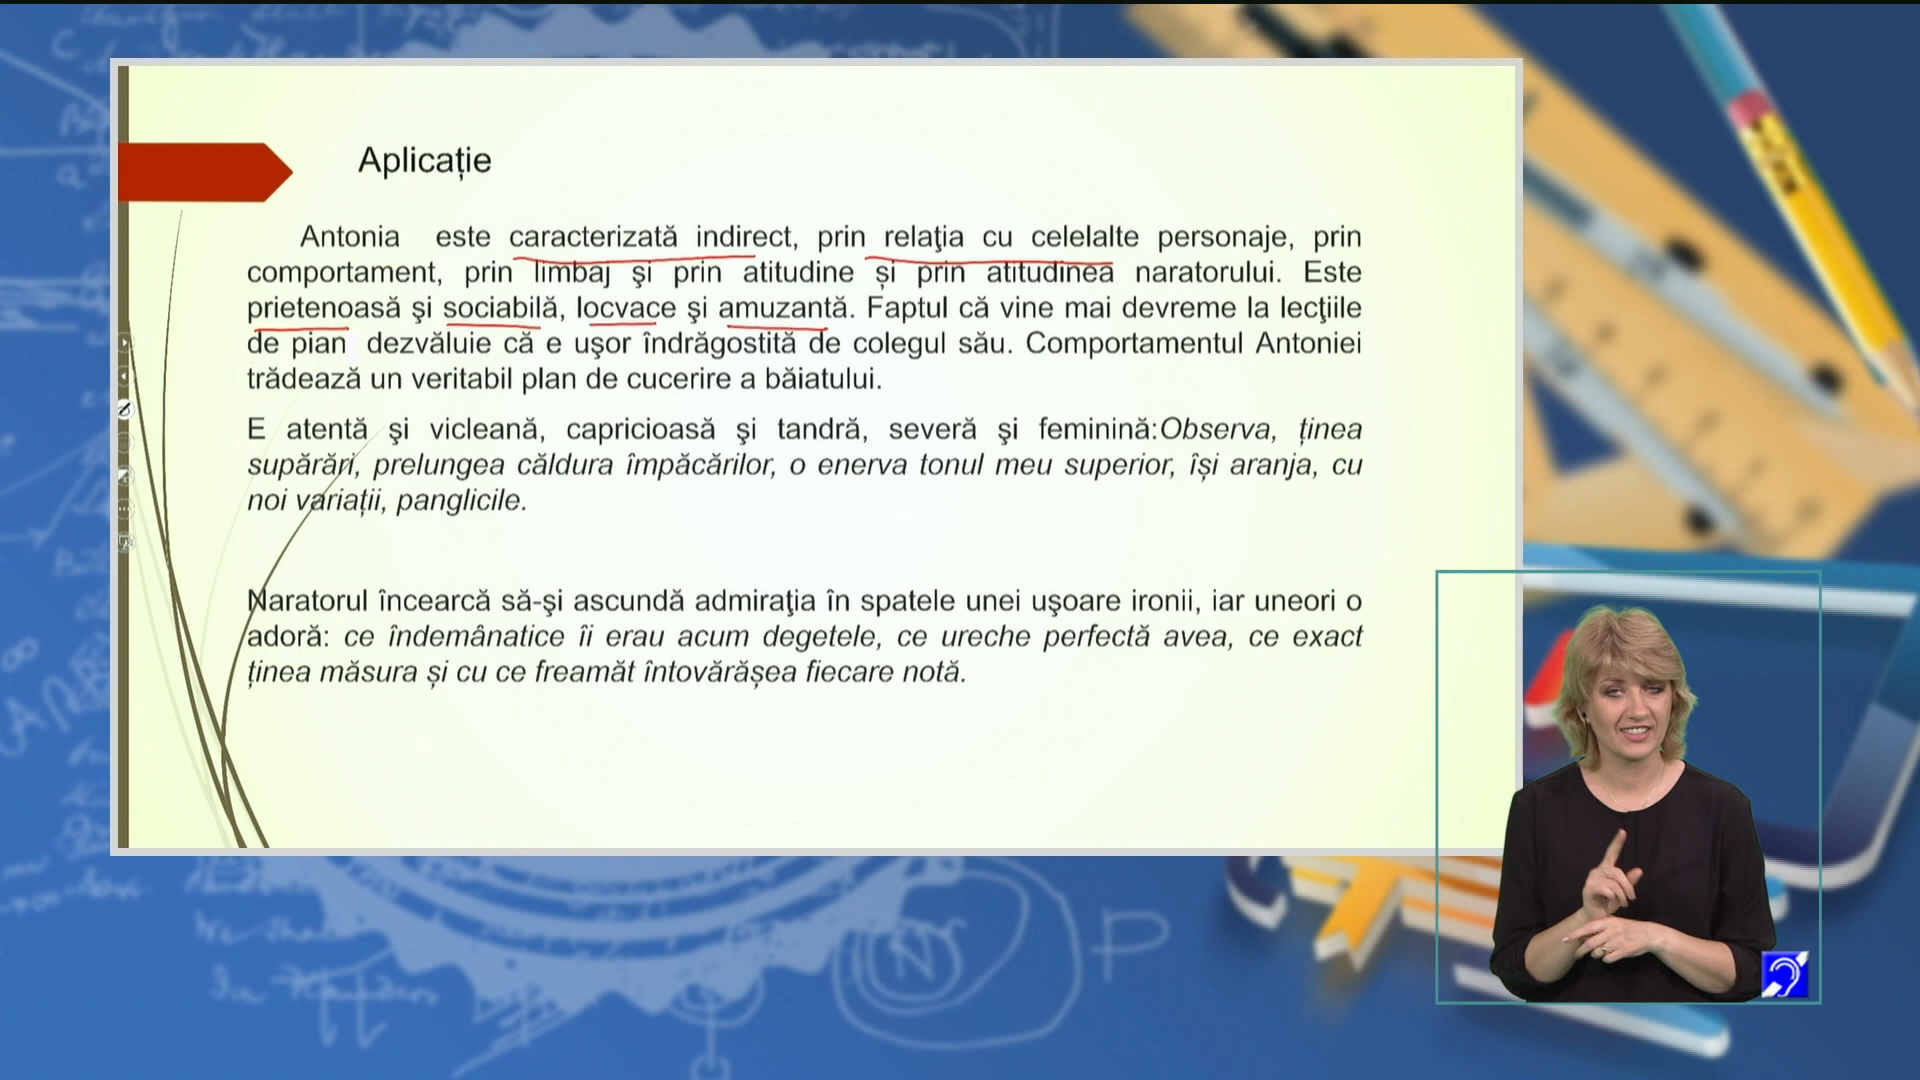 Aplicație
Antonia este caracterizată indirect, prin relaţia cu celelalte personaje, prin
comportament, prin limbaj şi prin atitudine și prin atitudinea naratorului. Este
prietenoasă şi sociabilă, locvace şi amuzantă. Faptul că vine mai devreme la lecţiile
de pian dezvăluie că e uşor îndrăgostită de colegul său. Comportamentul Antoniei
trădează un veritabil plan de cucerire a băiatului.
E atentă şi vicleană, capricioasă şi tandră, severă şi feminină:Observa, ținea
supărări, prelungea căldura împăcărilor, o enerva tonul meu superior, își aranja, cu
noi variații, panglicile.
Naratorul încearcă să-şi ascundă admiraţia în spatele unei uşoare ironii, iar uneori o
adoră: ce îndemânatice îi erau acum degetele, ce ureche perfectă avea, ce exact
ținea măsura și cu ce freamăt întovărășea fiecare notă.
N
P